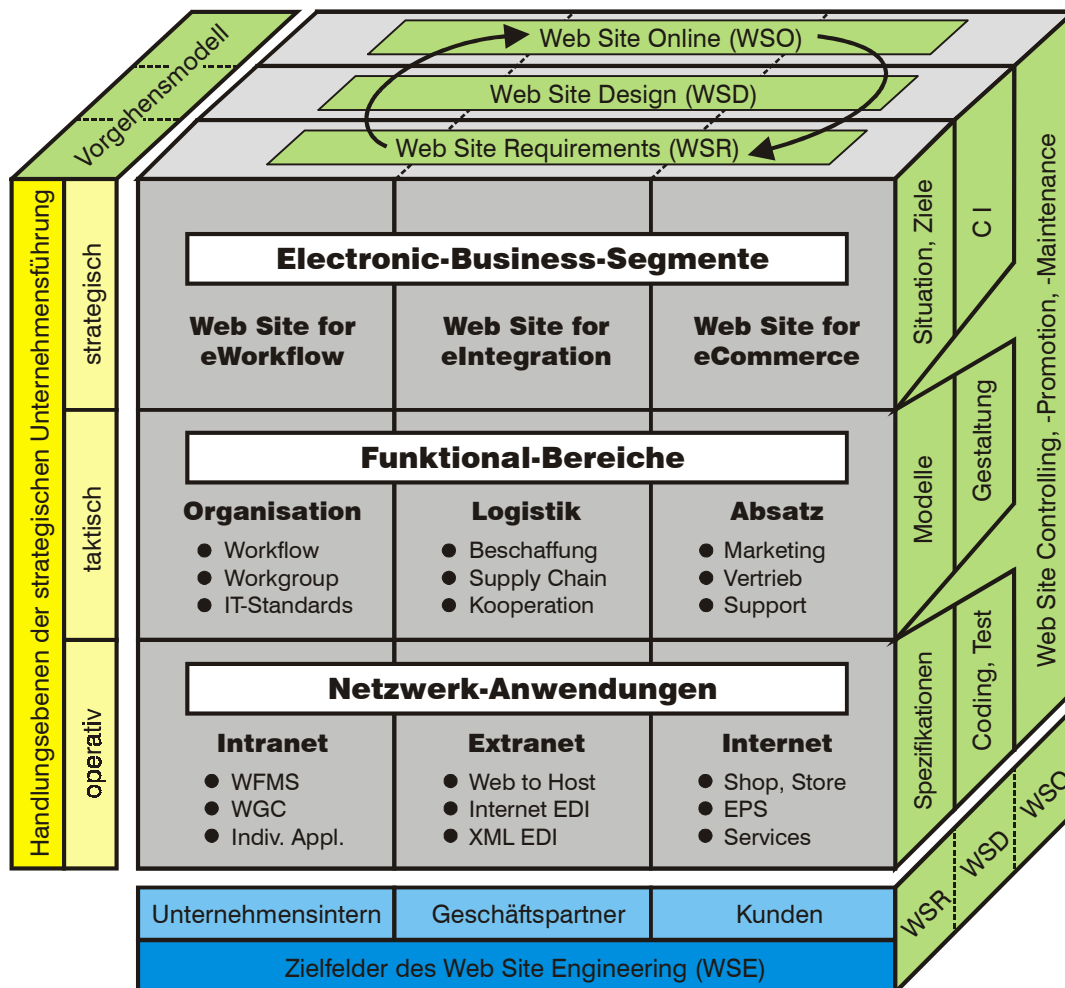 Vorgehensmodell
Web Site Online (WSO)
Web Site Design (WSD)
Web Site Requirements (WSR)
Handlungsebenen der strategischen Unternehmensführung
strategisch
taktisch
operativ
Electronic-Business-Segmente
Web Site for
eWorkflow
Web Site for
eIntegration
Web Site for
eCommerce
Funktional-Bereiche
Organisation
● Workflow
● Workgroup
● IT-Standards
Logistik
● Beschaffung
● Supply Chain
● Kooperation
Absatz
● Marketing
● Vertrieb
● Support
Netzwerk-Anwendungen
Intranet
● WFMS
● WGC
● Indiv. Appl.
Extranet
● Web to Host
● Internet EDI
● XML EDI
Internet
● Shop, Store
● EPS
● Services
Situation, Ziele
Modelle
Spezifikationen
C I
Gestaltung
Coding, Test
Web Site Controlling, -Promotion, -Maintenance
WSR
WSD
WSO
Unternehmensintern
Geschäftspartner
Kunden
Zielfelder des Web Site Engineering (WSE)